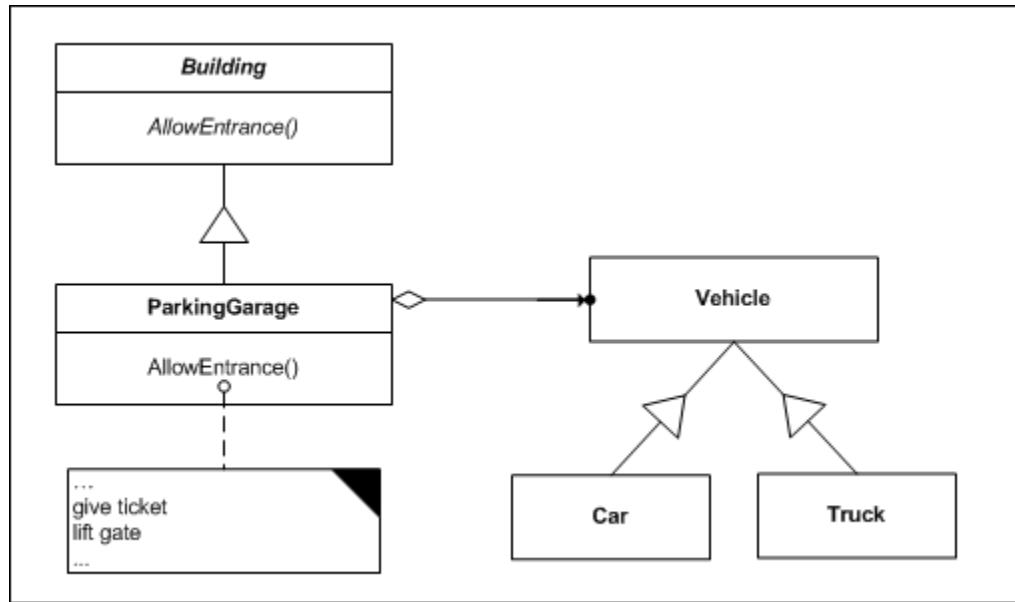 Building
AllowEntrance()
ParkingGarage
AllowEntrance()
...
give ticket
lift gate
...
Vehicle
Car
Truck